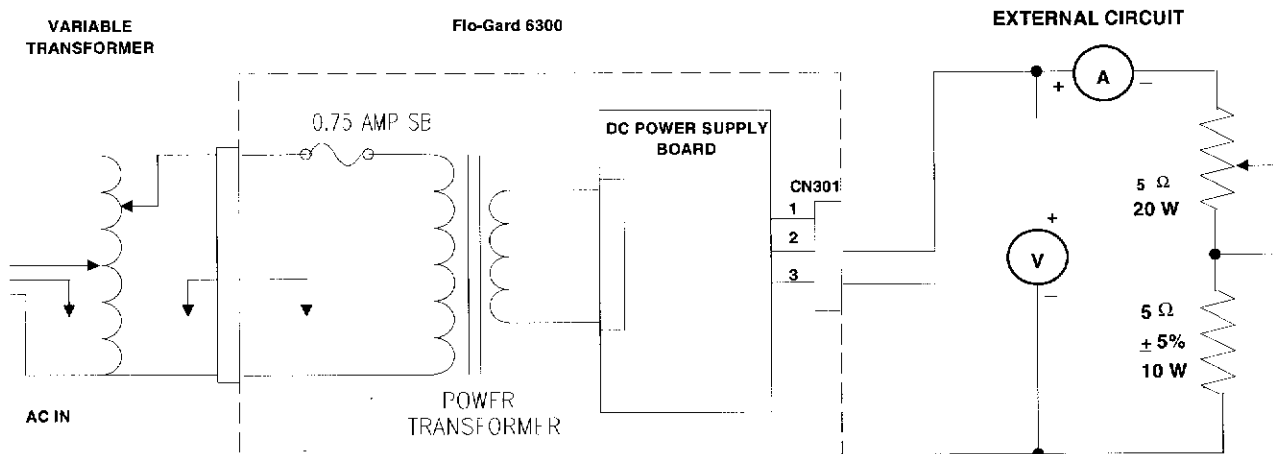 VARIABLE
TRANSFORMER
Flo-Gard 6300
EXTERNAL CIRCUIT
0.75 AMP SB
DC POWER SUPPLY
BOARD
CN301
1
2
3
+
A
−
5 Ω
20 W
+
V
−
5 Ω
± 5%
10 W
AC IN
POWER
TRANSFORMER